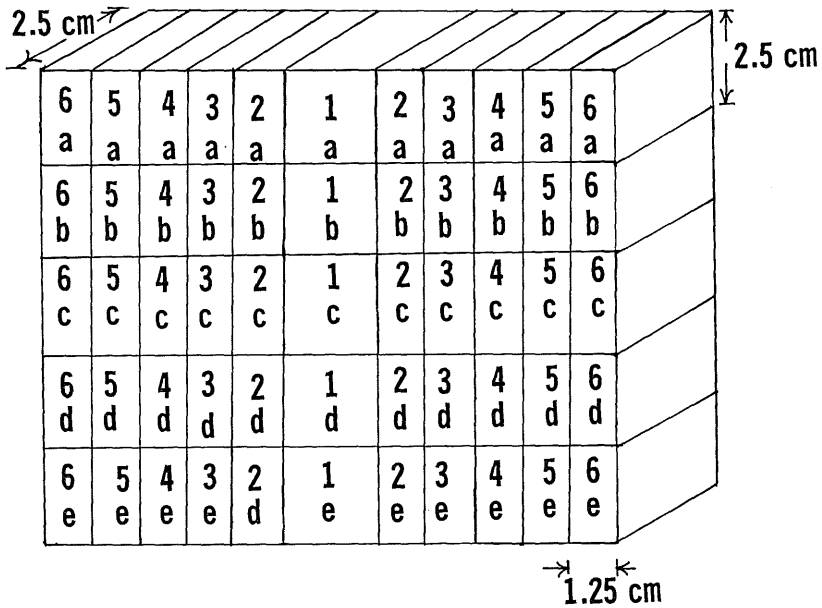 2.5 cm
2.5 cm
6 5 4 3 2 1 2 3 4 5 6
a a a a a a a a a a a
6 5 4 3 2 1 2 3 4 5 6
b b b b b b b b b b b
6 5 4 3 2 1 2 3 4 5 6
c c c c c c c c c c c
6 5 4 3 2 1 2 3 4 5 6
d d d d d d d d d d d
6 5 4 3 2 1 2 3 4 5 6
e e e e d e e e e e e
1.25 cm